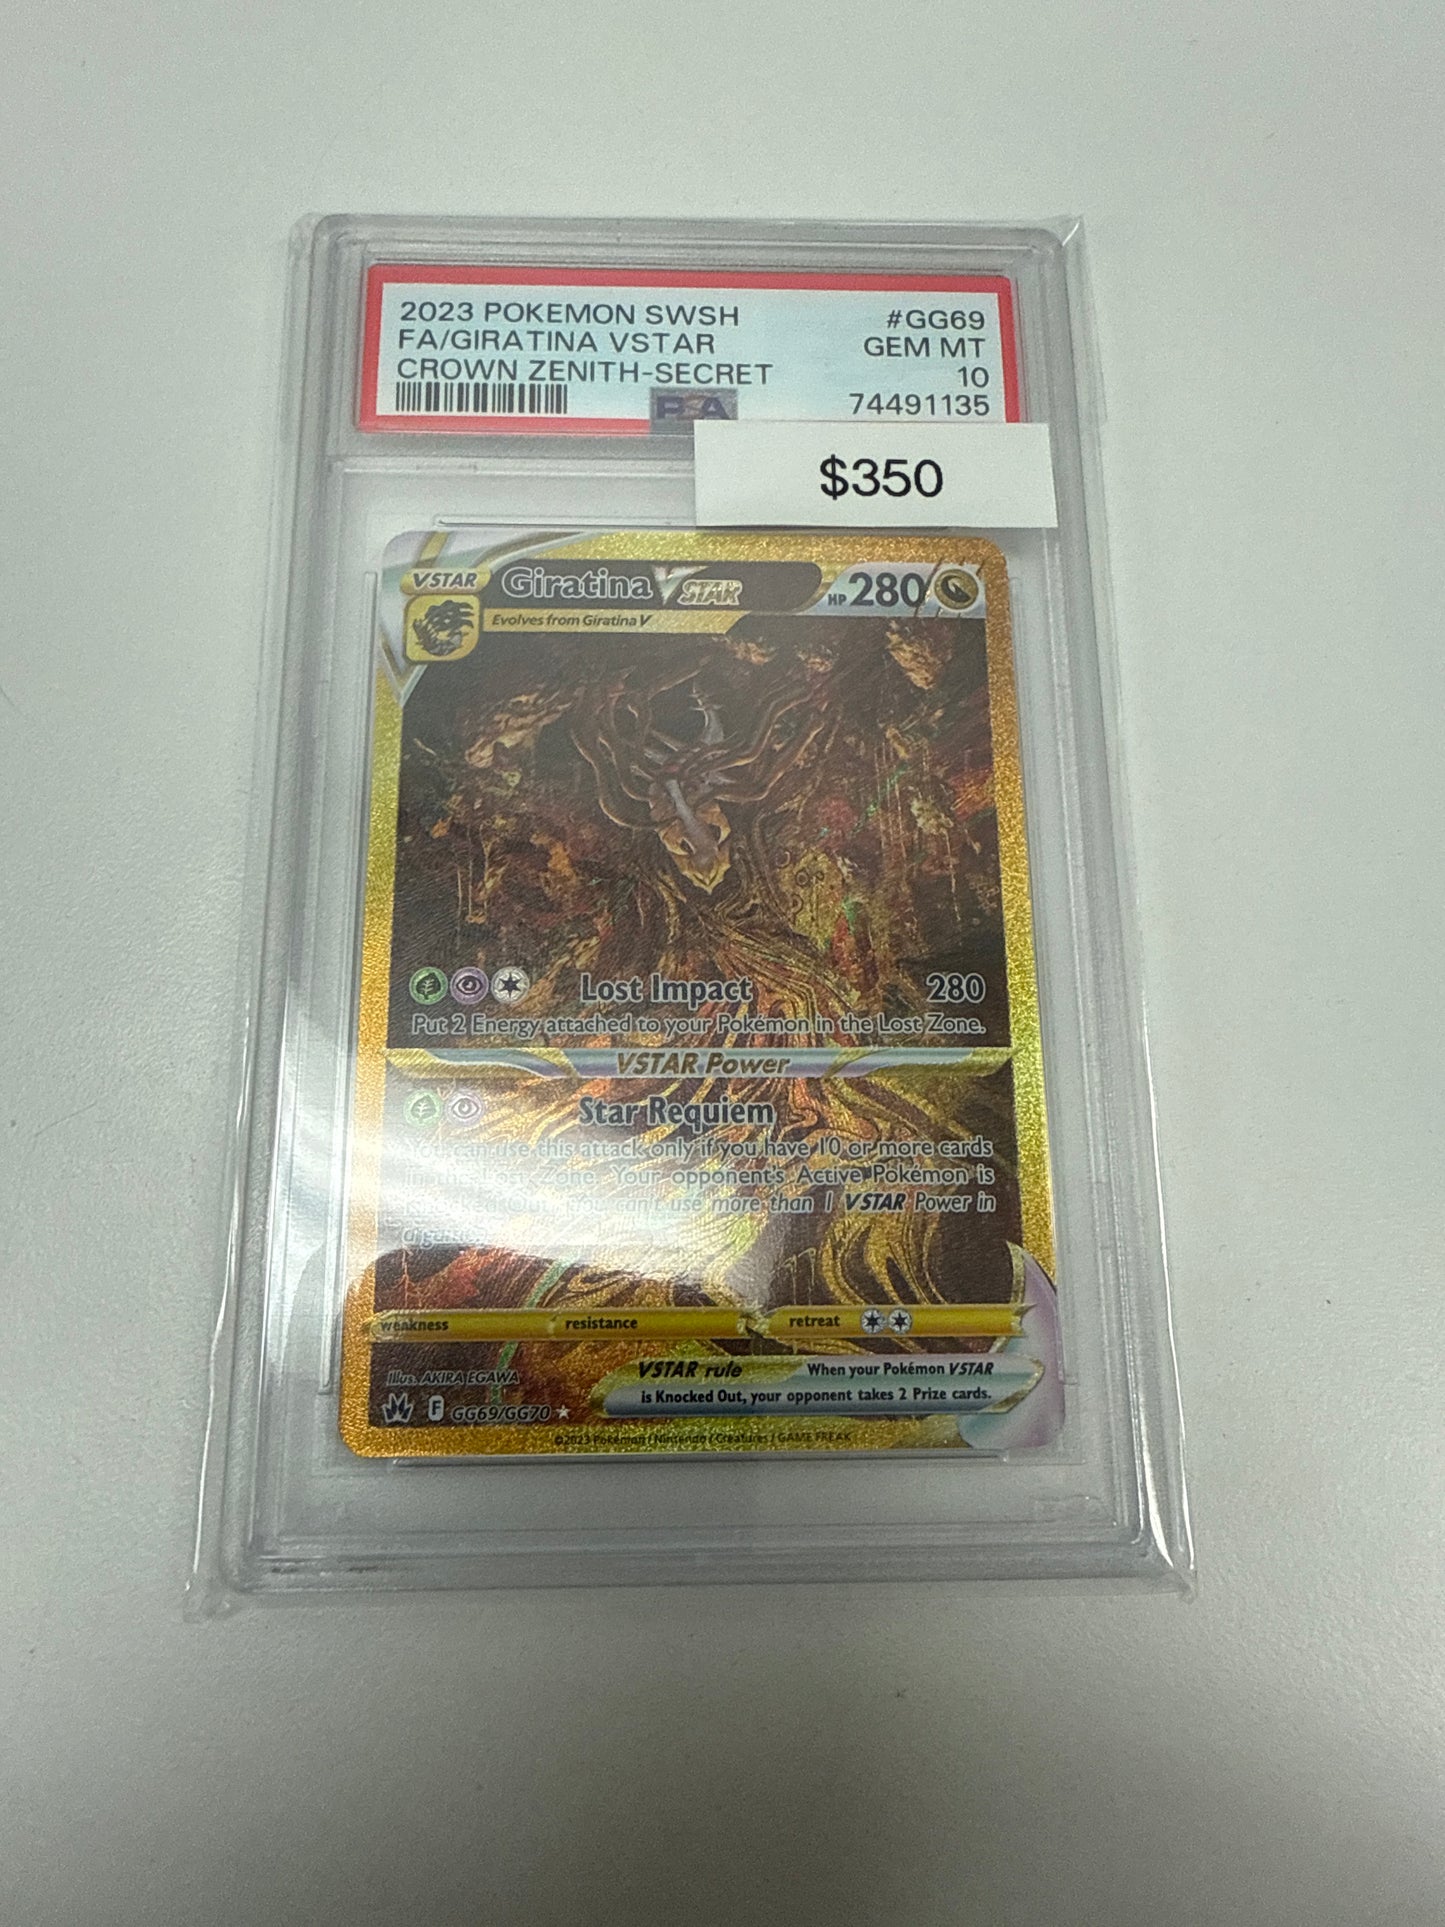 2023 POKEMON SWSH #GG69
FA/GIRATINA VSTAR GEM MT
CROWN ZENITH-SECRET 10
PSA 74491135
$350
VSTAR Giratina VSTAR HP 280
Evolves from Giratina V
Lost Impact 280
Put 2 Energy attached to your Pokémon in the Lost Zone.
VSTAR Power
Star Requiem
You can use this attack only if you have 10 or more cards
in the Lost Zone. Your opponent's Active Pokémon is
Knocked Out. You can't use more than 1 VSTAR Power in
a game.
weakness resistance retreat
Illus. AKIRA EGAWA
VSTAR rule When your Pokémon VSTAR
is Knocked Out, your opponent takes 2 Prize cards.
F GG69/GG70
©2023 Pokémon / Nintendo / Creatures / GAME FREAK